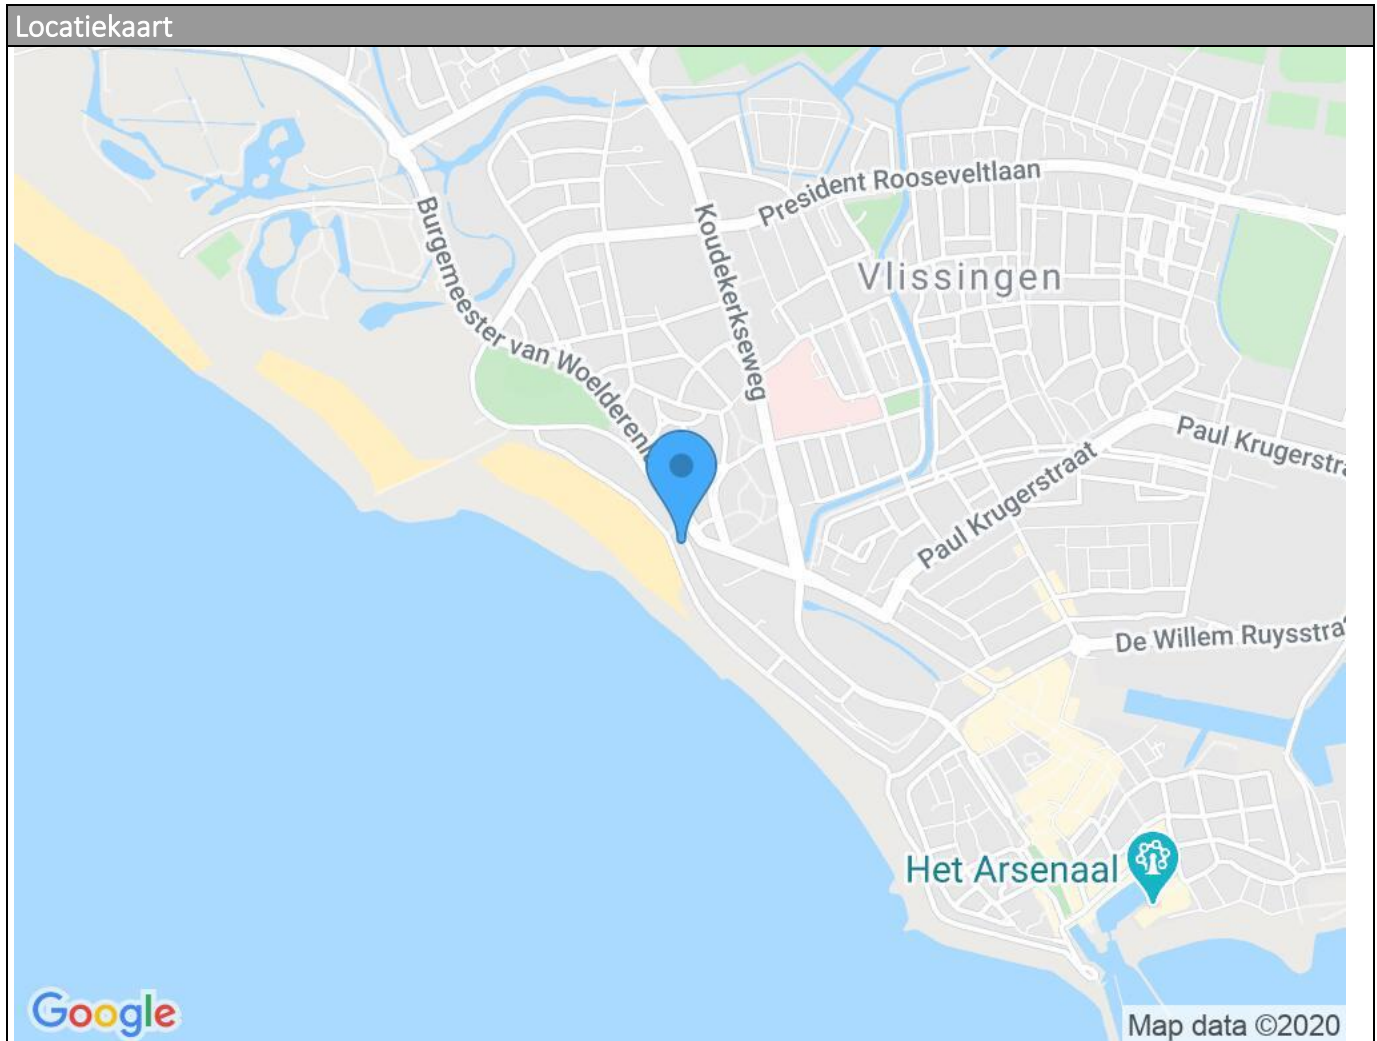 Locatiekaart
President Rooseveltlaan
Burgemeester van Woelderenl
Koudekerkseweg
Vlissingen
Paul Krugerstra
Paul Krugerstraat
De Willem Ruysstra
Het Arsenaal
Google
Map data ©2020